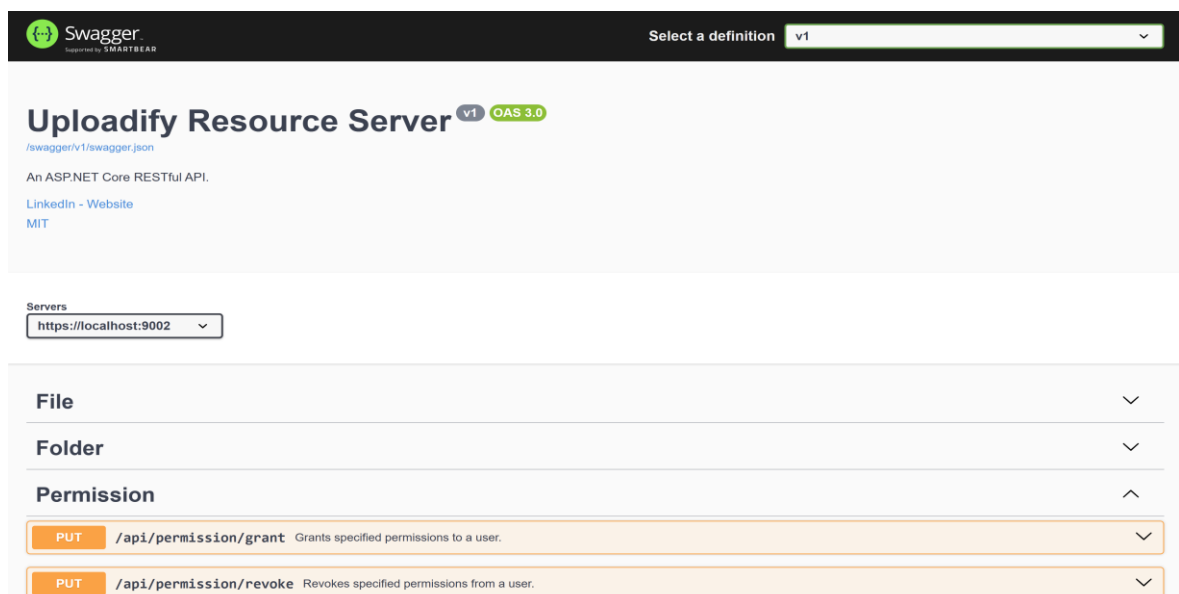 {··} Swagger.
Supported by SMARTBEAR
Select a definition v1
Uploadify Resource Server v1 OAS 3.0
/swagger/v1/swagger.json
An ASP.NET Core RESTful API.
LinkedIn - Website
MIT
Servers
https://localhost:9002
File
Folder
Permission
PUT /api/permission/grant Grants specified permissions to a user.
PUT /api/permission/revoke Revokes specified permissions from a user.